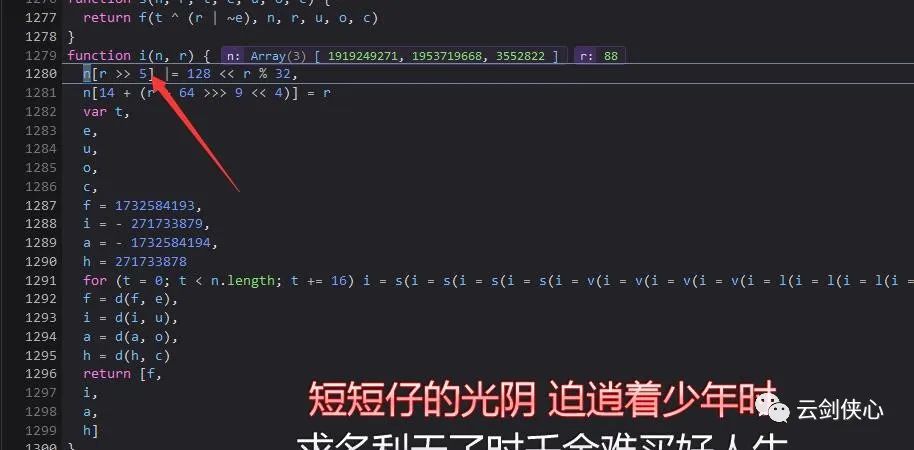 1277 return f(t ^ (r | ~e), n, r, u, o, c)
1278 }
1279 function i(n, r) { n: Array(3) [ 1919249271, 1953719668, 3552822 ] r: 88
1280 n[r >> 5] |= 128 << r % 32,
1281 n[14 + (r + 64 >>> 9 << 4)] = r
1282 var t,
1283 e,
1284 u,
1285 o,
1286 c,
1287 f = 1732584193,
1288 i = - 271733879,
1289 a = - 1732584194,
1290 h = 271733878
1291 for (t = 0; t < n.length; t += 16) i = s(i = s(i = s(i = s(i = v(i = v(i = v(i = v(i = l(i = l(i = l(i =
1292 f = d(f, e),
1293 i = d(i, u),
1294 a = d(a, o),
1295 h = d(h, c)
1296 return [f,
1297 i,
1298 a,
1299 h]
1300 }
短短仔的光阴 迫逍着少年时
云剑侠心